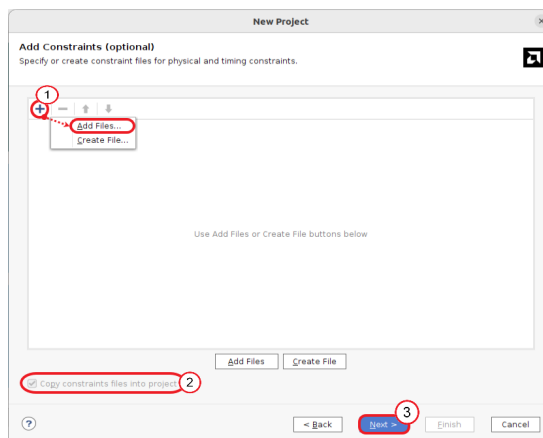 New Project
Add Constraints (optional)
Specify or create constraint files for physical and timing constraints.
1
Add Files...
Create File...
Use Add Files or Create File buttons below
Add Files Create File
Copy constraints files into project 2
3
? < Back Next > Finish Cancel